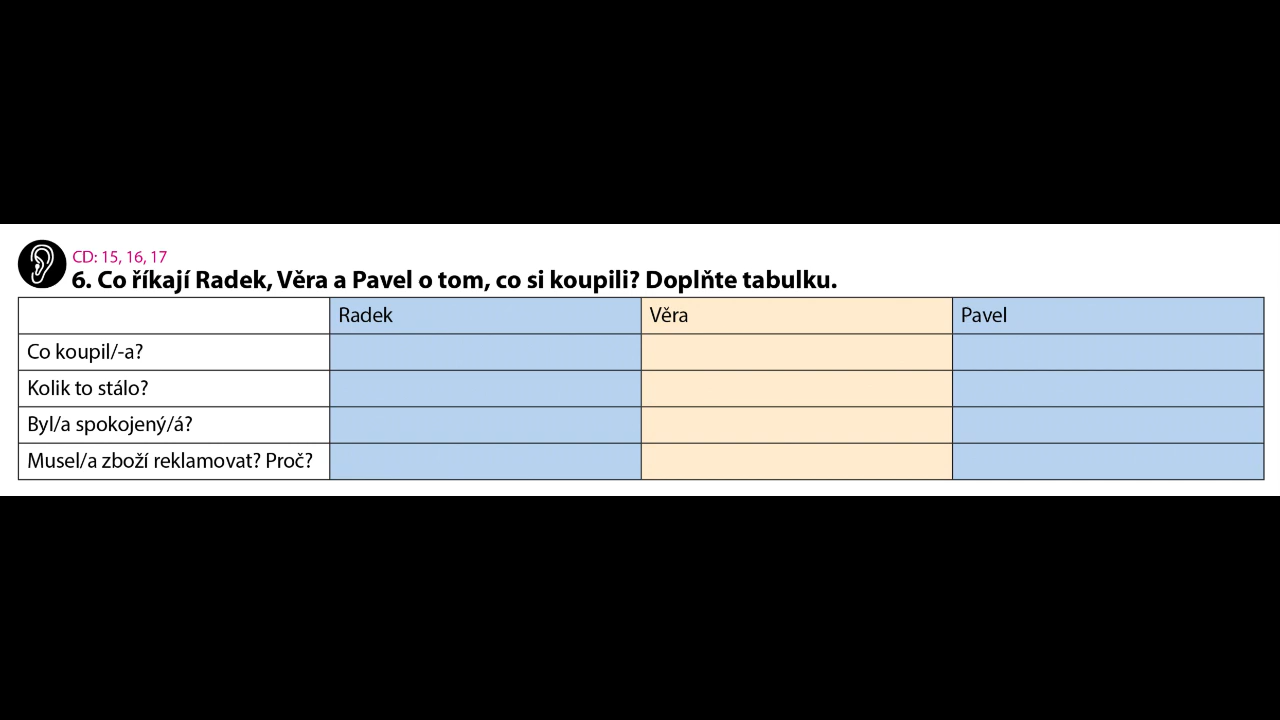 CD: 15, 16, 17
6. Co říkají Radek, Věra a Pavel o tom, co si koupili? Doplňte tabulku.
Radek Věra Pavel
Co koupil/-a?
Kolik to stálo?
Byl/a spokojený/á?
Musel/a zboží reklamovat? Proč?